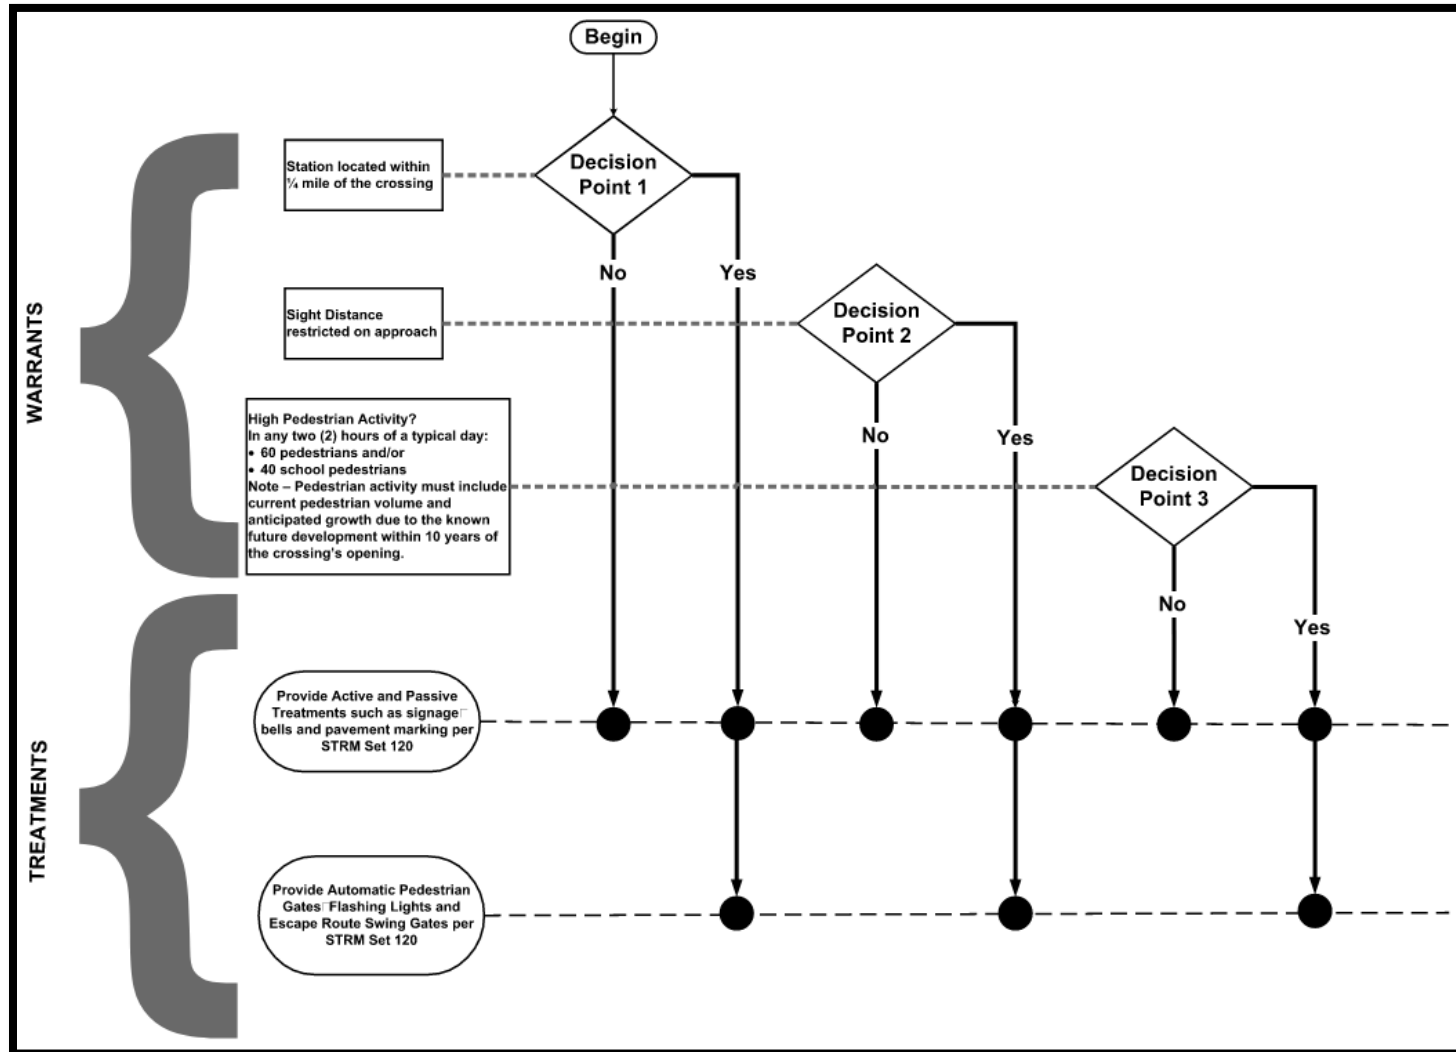 Begin
WARRANTS
Station located within
¼ mile of the crossing
Decision
Point 1
No
Yes
Sight Distance
restricted on approach
Decision
Point 2
No
Yes
High Pedestrian Activity?
In any two (2) hours of a typical day:
• 60 pedestrians and/or
• 40 school pedestrians
Note – Pedestrian activity must include
current pedestrian volume and
anticipated growth due to the known
future development within 10 years of
the crossing's opening.
Decision
Point 3
No
Yes
TREATMENTS
Provide Active and Passive
Treatments such as signage□
bells and pavement marking per
STRM Set 120
Provide Automatic Pedestrian
Gates□Flashing Lights and
Escape Route Swing Gates per
STRM Set 120